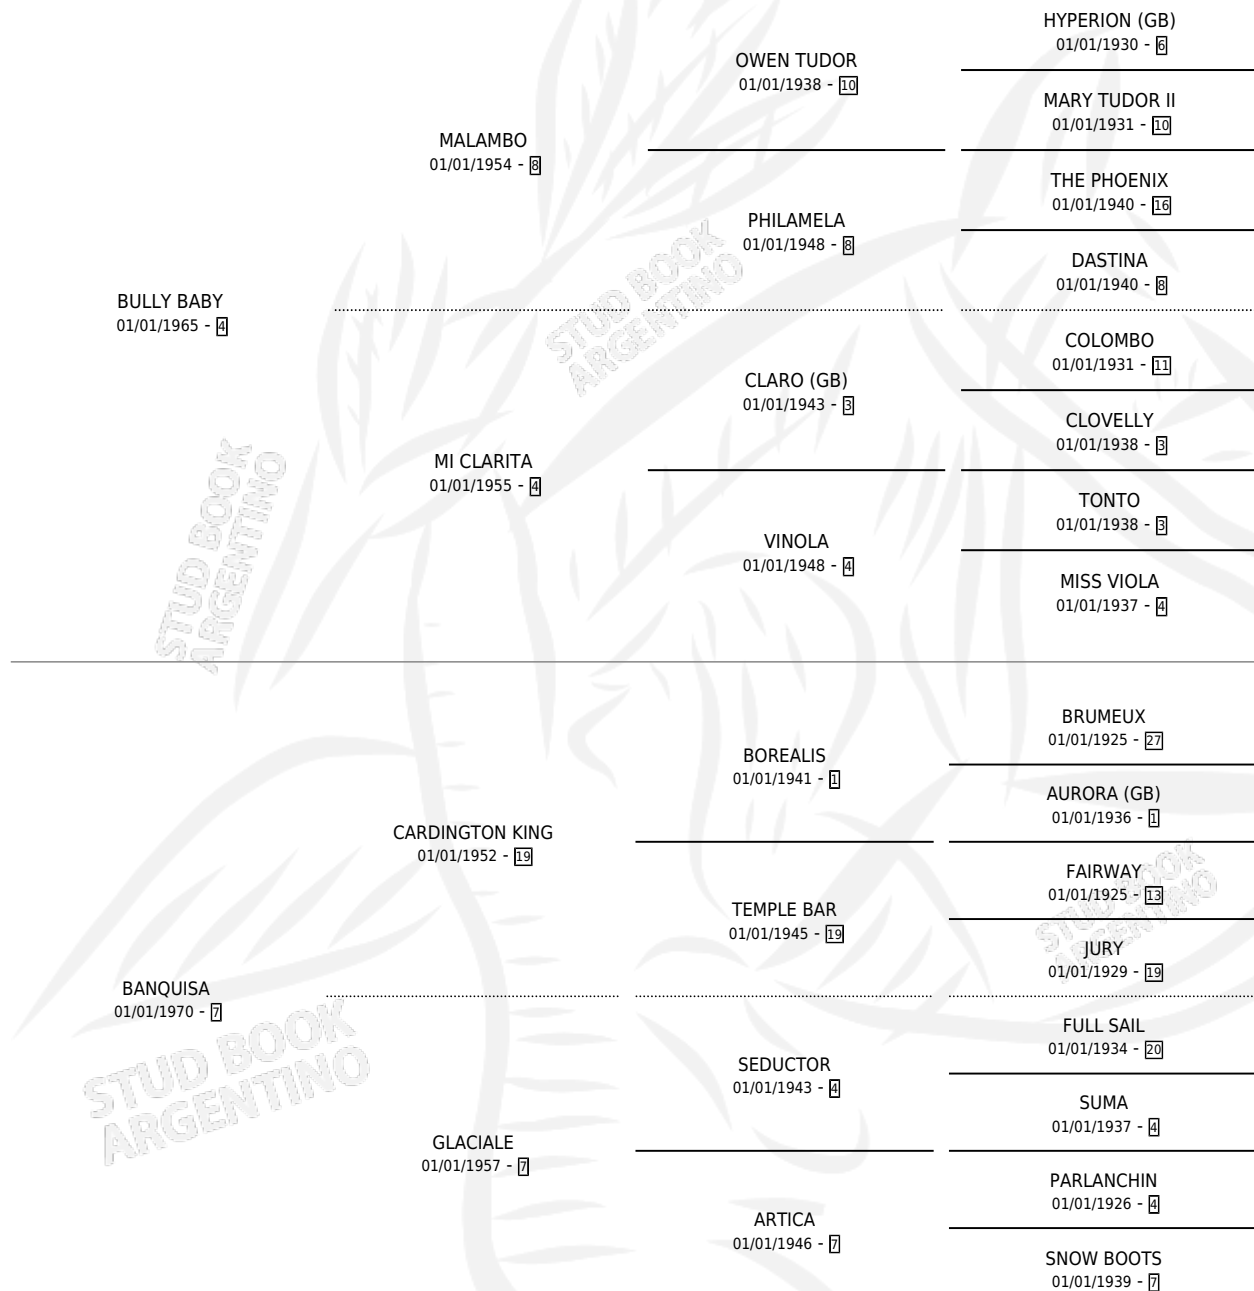 HYPERION (GB)
01/01/1930 - 6
OWEN TUDOR
01/01/1938 - 10
MARY TUDOR II
01/01/1931 - 10
MALAMBO
01/01/1954 - 8
THE PHOENIX
01/01/1940 - 16
PHILAMELA
01/01/1948 - 8
DASTINA
01/01/1940 - 8
BULLY BABY
01/01/1965 - 4
STUD BOOK
ARGENTINO
COLOMBO
01/01/1931 - 11
CLARO (GB)
01/01/1943 - 3
CLOVELLY
01/01/1938 - 3
MI CLARITA
01/01/1955 - 4
TONTO
01/01/1938 - 3
VINOLA
01/01/1948 - 4
MISS VIOLA
01/01/1937 - 4
STUD BOOK
ARGENTINO
BRUMEUX
01/01/1925 - 27
BOREALIS
01/01/1941 - 1
AURORA (GB)
01/01/1936 - 1
CARDINGTON KING
01/01/1952 - 19
FAIRWAY
01/01/1925 - 13
TEMPLE BAR
01/01/1945 - 19
JURY
01/01/1929 - 19
STUD BOOK
ARGENTINO
BANQUISA
01/01/1970 - 7
FULL SAIL
01/01/1934 - 20
SEDUCTOR
01/01/1943 - 4
SUMA
01/01/1937 - 4
STUD BOOK
ARGENTINO
GLACIALE
01/01/1957 - 7
PARLANCHIN
01/01/1926 - 4
ARTICA
01/01/1946 - 7
SNOW BOOTS
01/01/1939 - 7